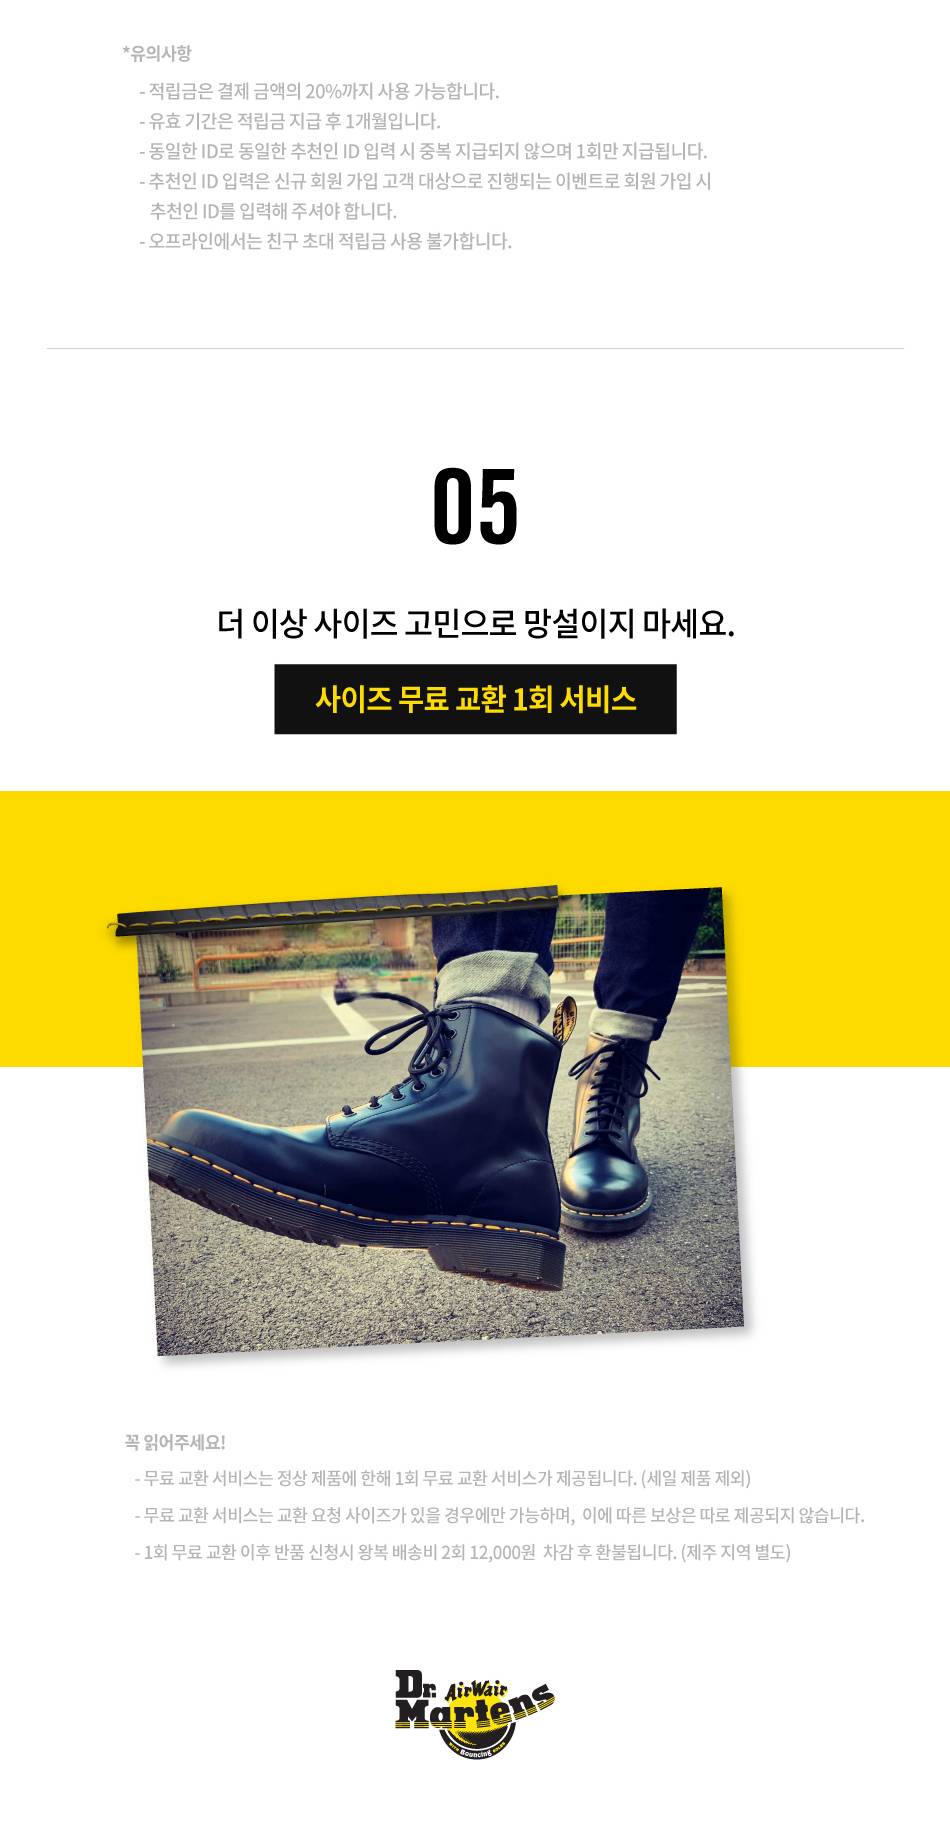 *유의사항
- 적립금은 결제 금액의 20%까지 사용 가능합니다.
- 유효 기간은 적립금 지급 후 1개월입니다.
- 동일한 ID로 동일한 추천인 ID 입력 시 중복 지급되지 않으며 1회만 지급됩니다.
- 추천인 ID 입력은 신규 회원 가입 고객 대상으로 진행되는 이벤트로 회원 가입 시
추천인 ID를 입력해 주셔야 합니다.
- 오프라인에서는 친구 초대 적립금 사용 불가합니다.
05
더 이상 사이즈 고민으로 망설이지 마세요.
사이즈 무료 교환 1회 서비스
꼭 읽어주세요!
- 무료 교환 서비스는 정상 제품에 한해 1회 무료 교환 서비스가 제공됩니다. (세일 제품 제외)
- 무료 교환 서비스는 교환 요청 사이즈가 있을 경우에만 가능하며, 이에 따른 보상은 따로 제공되지 않습니다.
- 1회 무료 교환 이후 반품 신청시 왕복 배송비 2회 12,000원 차감 후 환불됩니다. (제주 지역 별도)
Dr. AirWair
Martens
WITH Bouncing SOLES